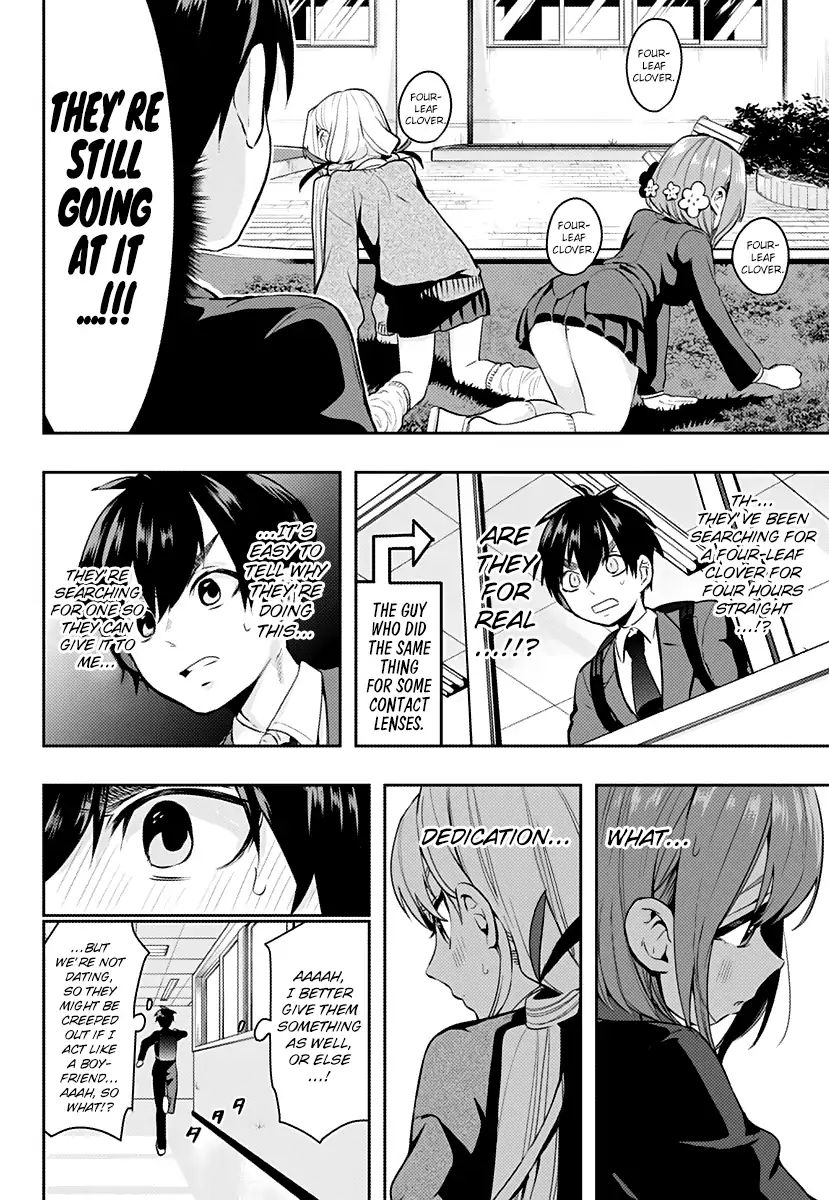 FOUR-
LEAF
CLOVER.
FOUR-
LEAF
CLOVER.
FOUR-
LEAF
CLOVER.
FOUR-
LEAF
CLOVER.
THEY'RE
STILL
GOING
AT IT
....!!!
TH-...
THEY'VE BEEN
SEARCHING FOR
A FOUR-LEAF
CLOVER FOR
FOUR HOURS
STRAIGHT
...!?
ARE
THEY
FOR
REAL
...!!?
THE GUY
WHO DID
THE SAME
THING
FOR SOME
CONTACT
LENSES.
...IT'S
EASY TO
TELL WHY
THEY'RE
DOING
THIS...
THEY'RE
SEARCHING
FOR ONE SO
THEY CAN
GIVE IT TO
ME...
WHAT...
DEDICATION...
AAAAH,
I BETTER
GIVE THEM
SOMETHING
AS WELL,
OR ELSE
...!
...BUT
WE'RE NOT
DATING,
SO THEY
MIGHT BE
CREEPED
OUT IF I
ACT LIKE
A BOY-
FRIEND...
AAAH, SO
WHAT!?
タ
タ